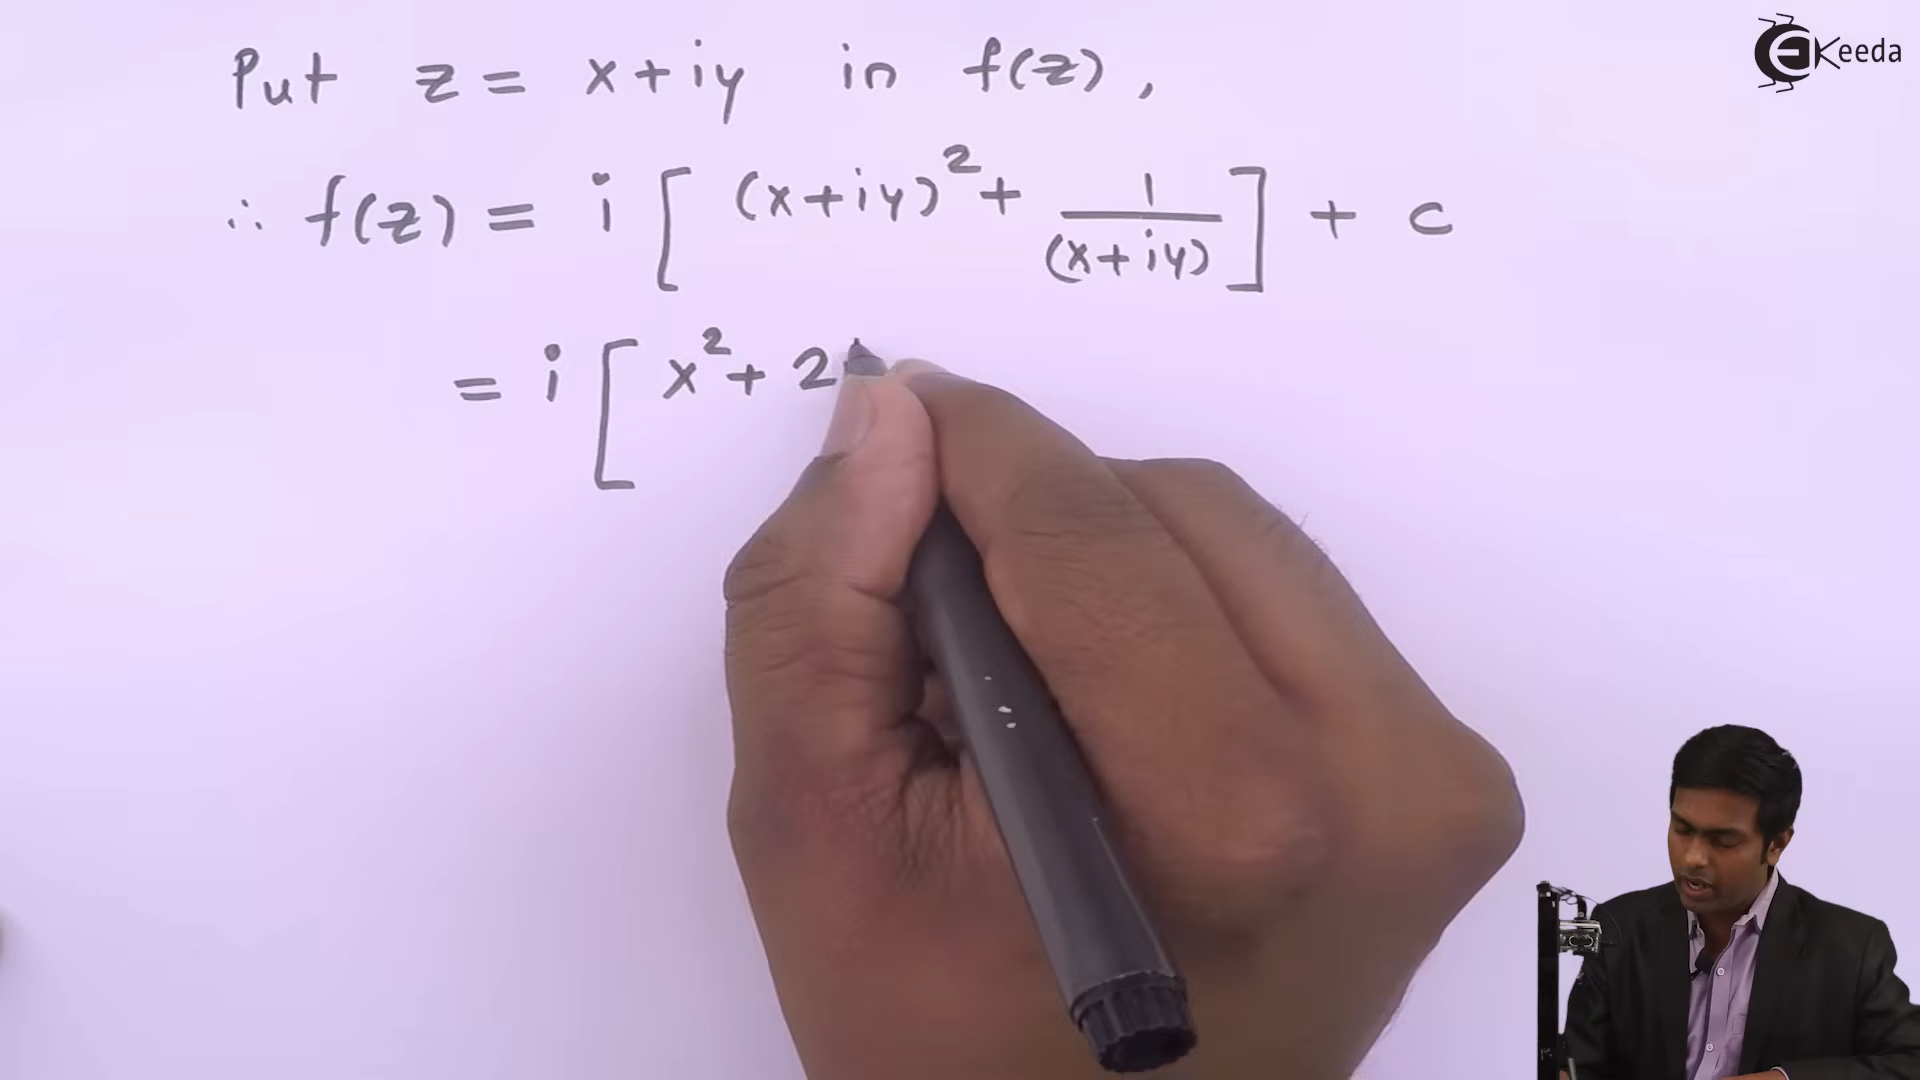 Put z = x+iy in f(z),
∴ f(z) = i [ (x+iy)² + 1/(x+iy) ] + c
= i [ x² + 2
EKeeda